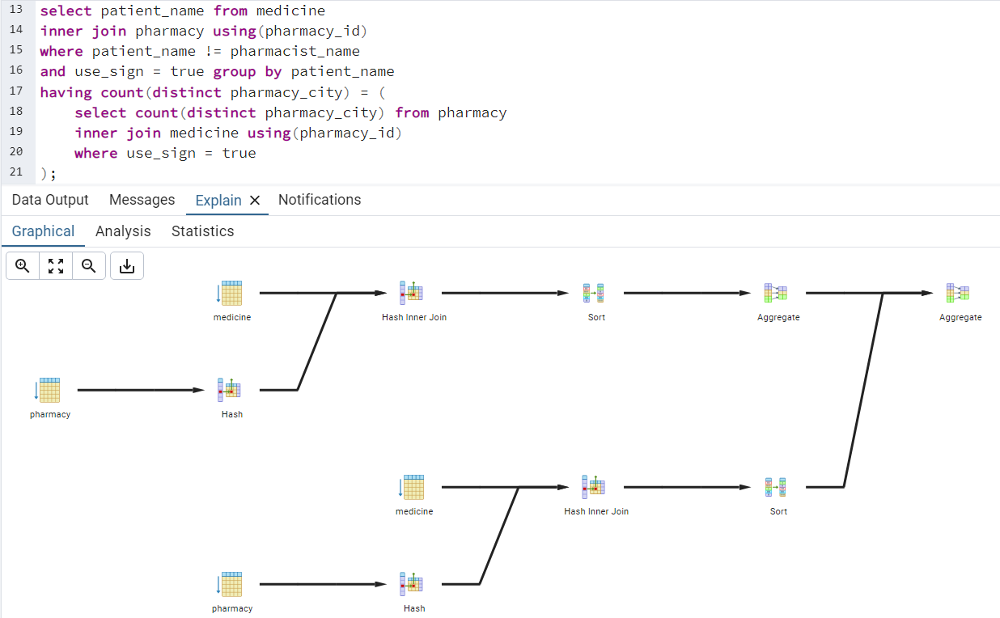 13 select patient_name from medicine
14 inner join pharmacy using(pharmacy_id)
15 where patient_name != pharmacist_name
16 and use_sign = true group by patient_name
17 having count(distinct pharmacy_city) = (
18     select count(distinct pharmacy_city) from pharmacy
19     inner join medicine using(pharmacy_id)
20     where use_sign = true
21 );
Data Output Messages Explain Notifications
Graphical Analysis Statistics
medicine Hash Inner Join Sort Aggregate Aggregate
pharmacy Hash
medicine Hash Inner Join Sort
pharmacy Hash